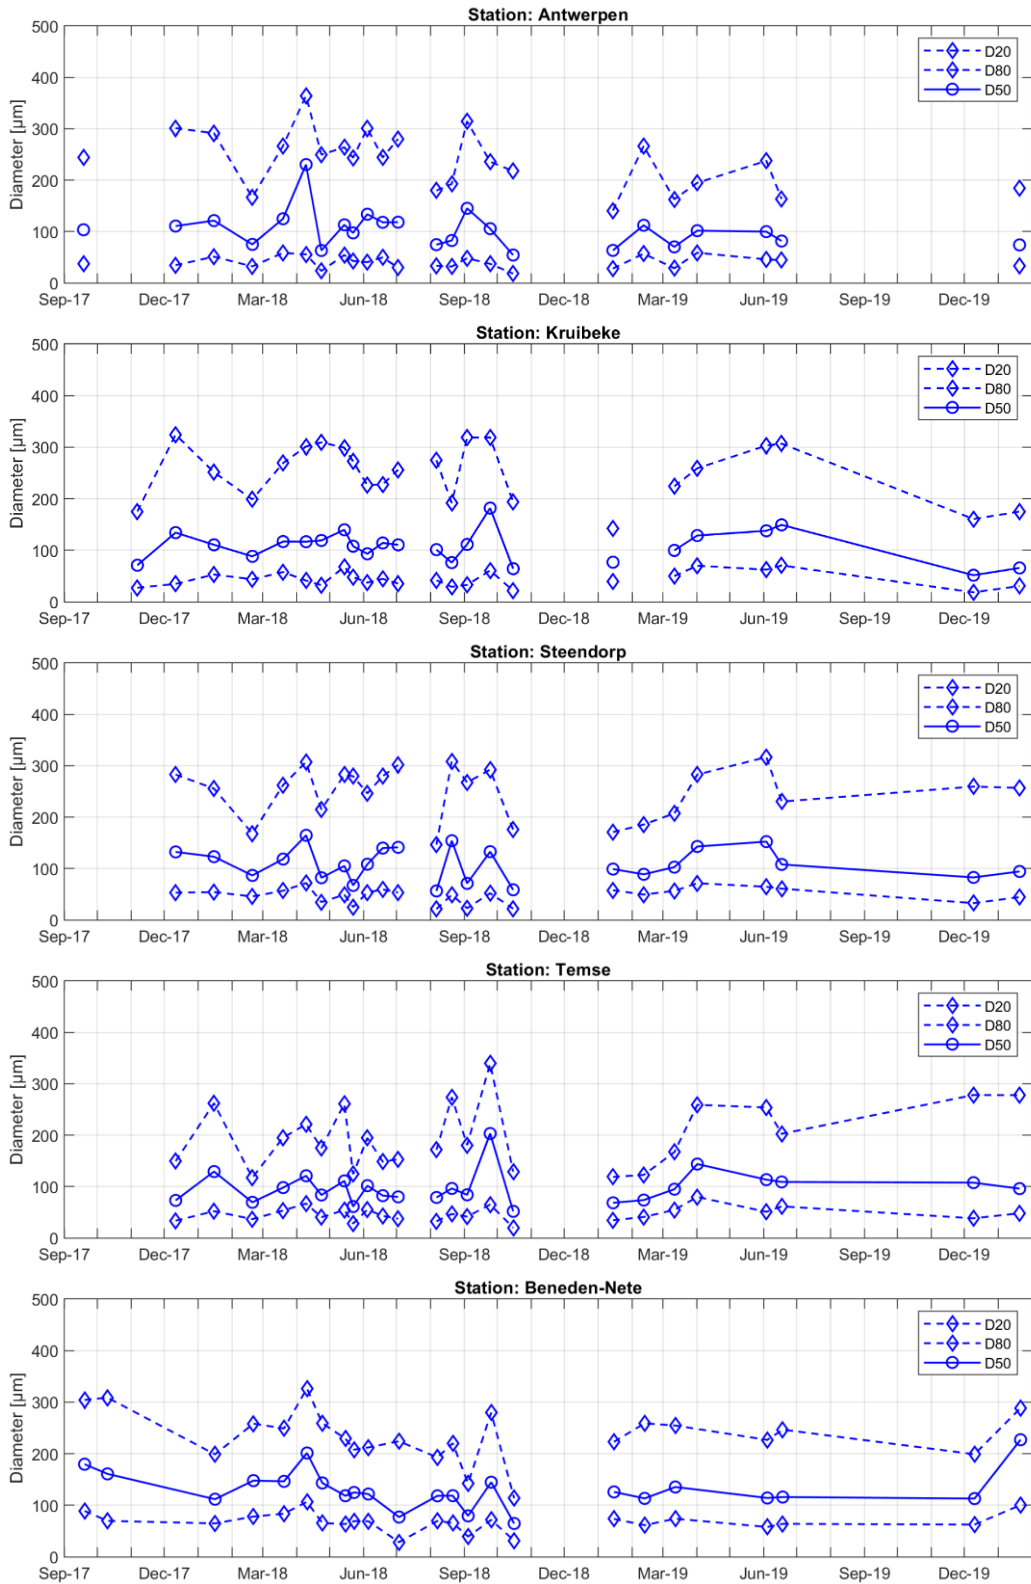 Station: Antwerpen
500
400
300
200
100
0
Diameter [µm]
D20
D80
D50
Sep-17 Dec-17 Mar-18 Jun-18 Sep-18 Dec-18 Mar-19 Jun-19 Sep-19 Dec-19
Station: Kruibeke
500
400
300
200
100
0
Diameter [µm]
D20
D80
D50
Sep-17 Dec-17 Mar-18 Jun-18 Sep-18 Dec-18 Mar-19 Jun-19 Sep-19 Dec-19
Station: Steendorp
500
400
300
200
100
0
Diameter [µm]
D20
D80
D50
Sep-17 Dec-17 Mar-18 Jun-18 Sep-18 Dec-18 Mar-19 Jun-19 Sep-19 Dec-19
Station: Temse
500
400
300
200
100
0
Diameter [µm]
D20
D80
D50
Sep-17 Dec-17 Mar-18 Jun-18 Sep-18 Dec-18 Mar-19 Jun-19 Sep-19 Dec-19
Station: Beneden-Nete
500
400
300
200
100
0
Diameter [µm]
D20
D80
D50
Sep-17 Dec-17 Mar-18 Jun-18 Sep-18 Dec-18 Mar-19 Jun-19 Sep-19 Dec-19